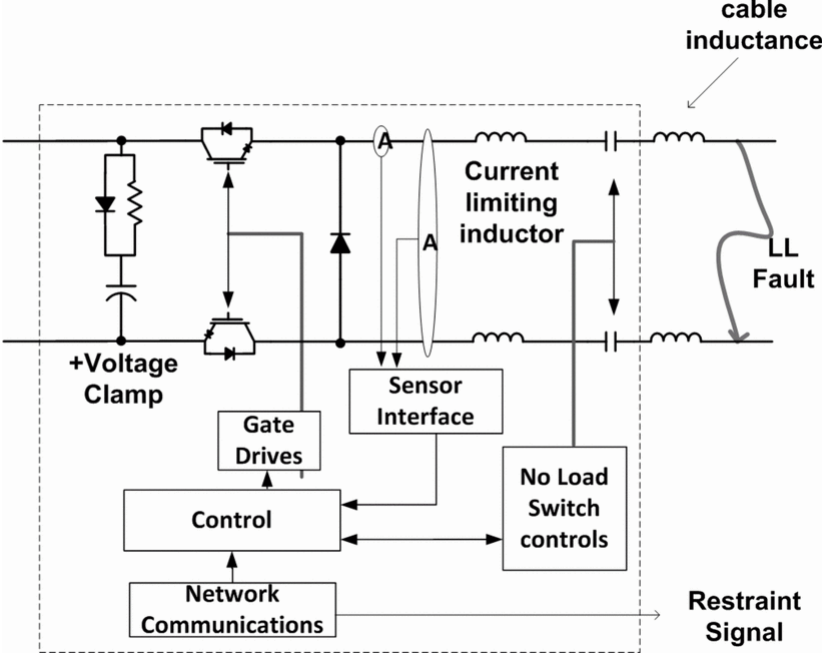 cable
inductance
A
Current
limiting
inductor
A
LL
Fault
+Voltage
Clamp
Sensor
Interface
Gate
Drives
No Load
Switch
controls
Control
Network
Communications
Restraint
Signal